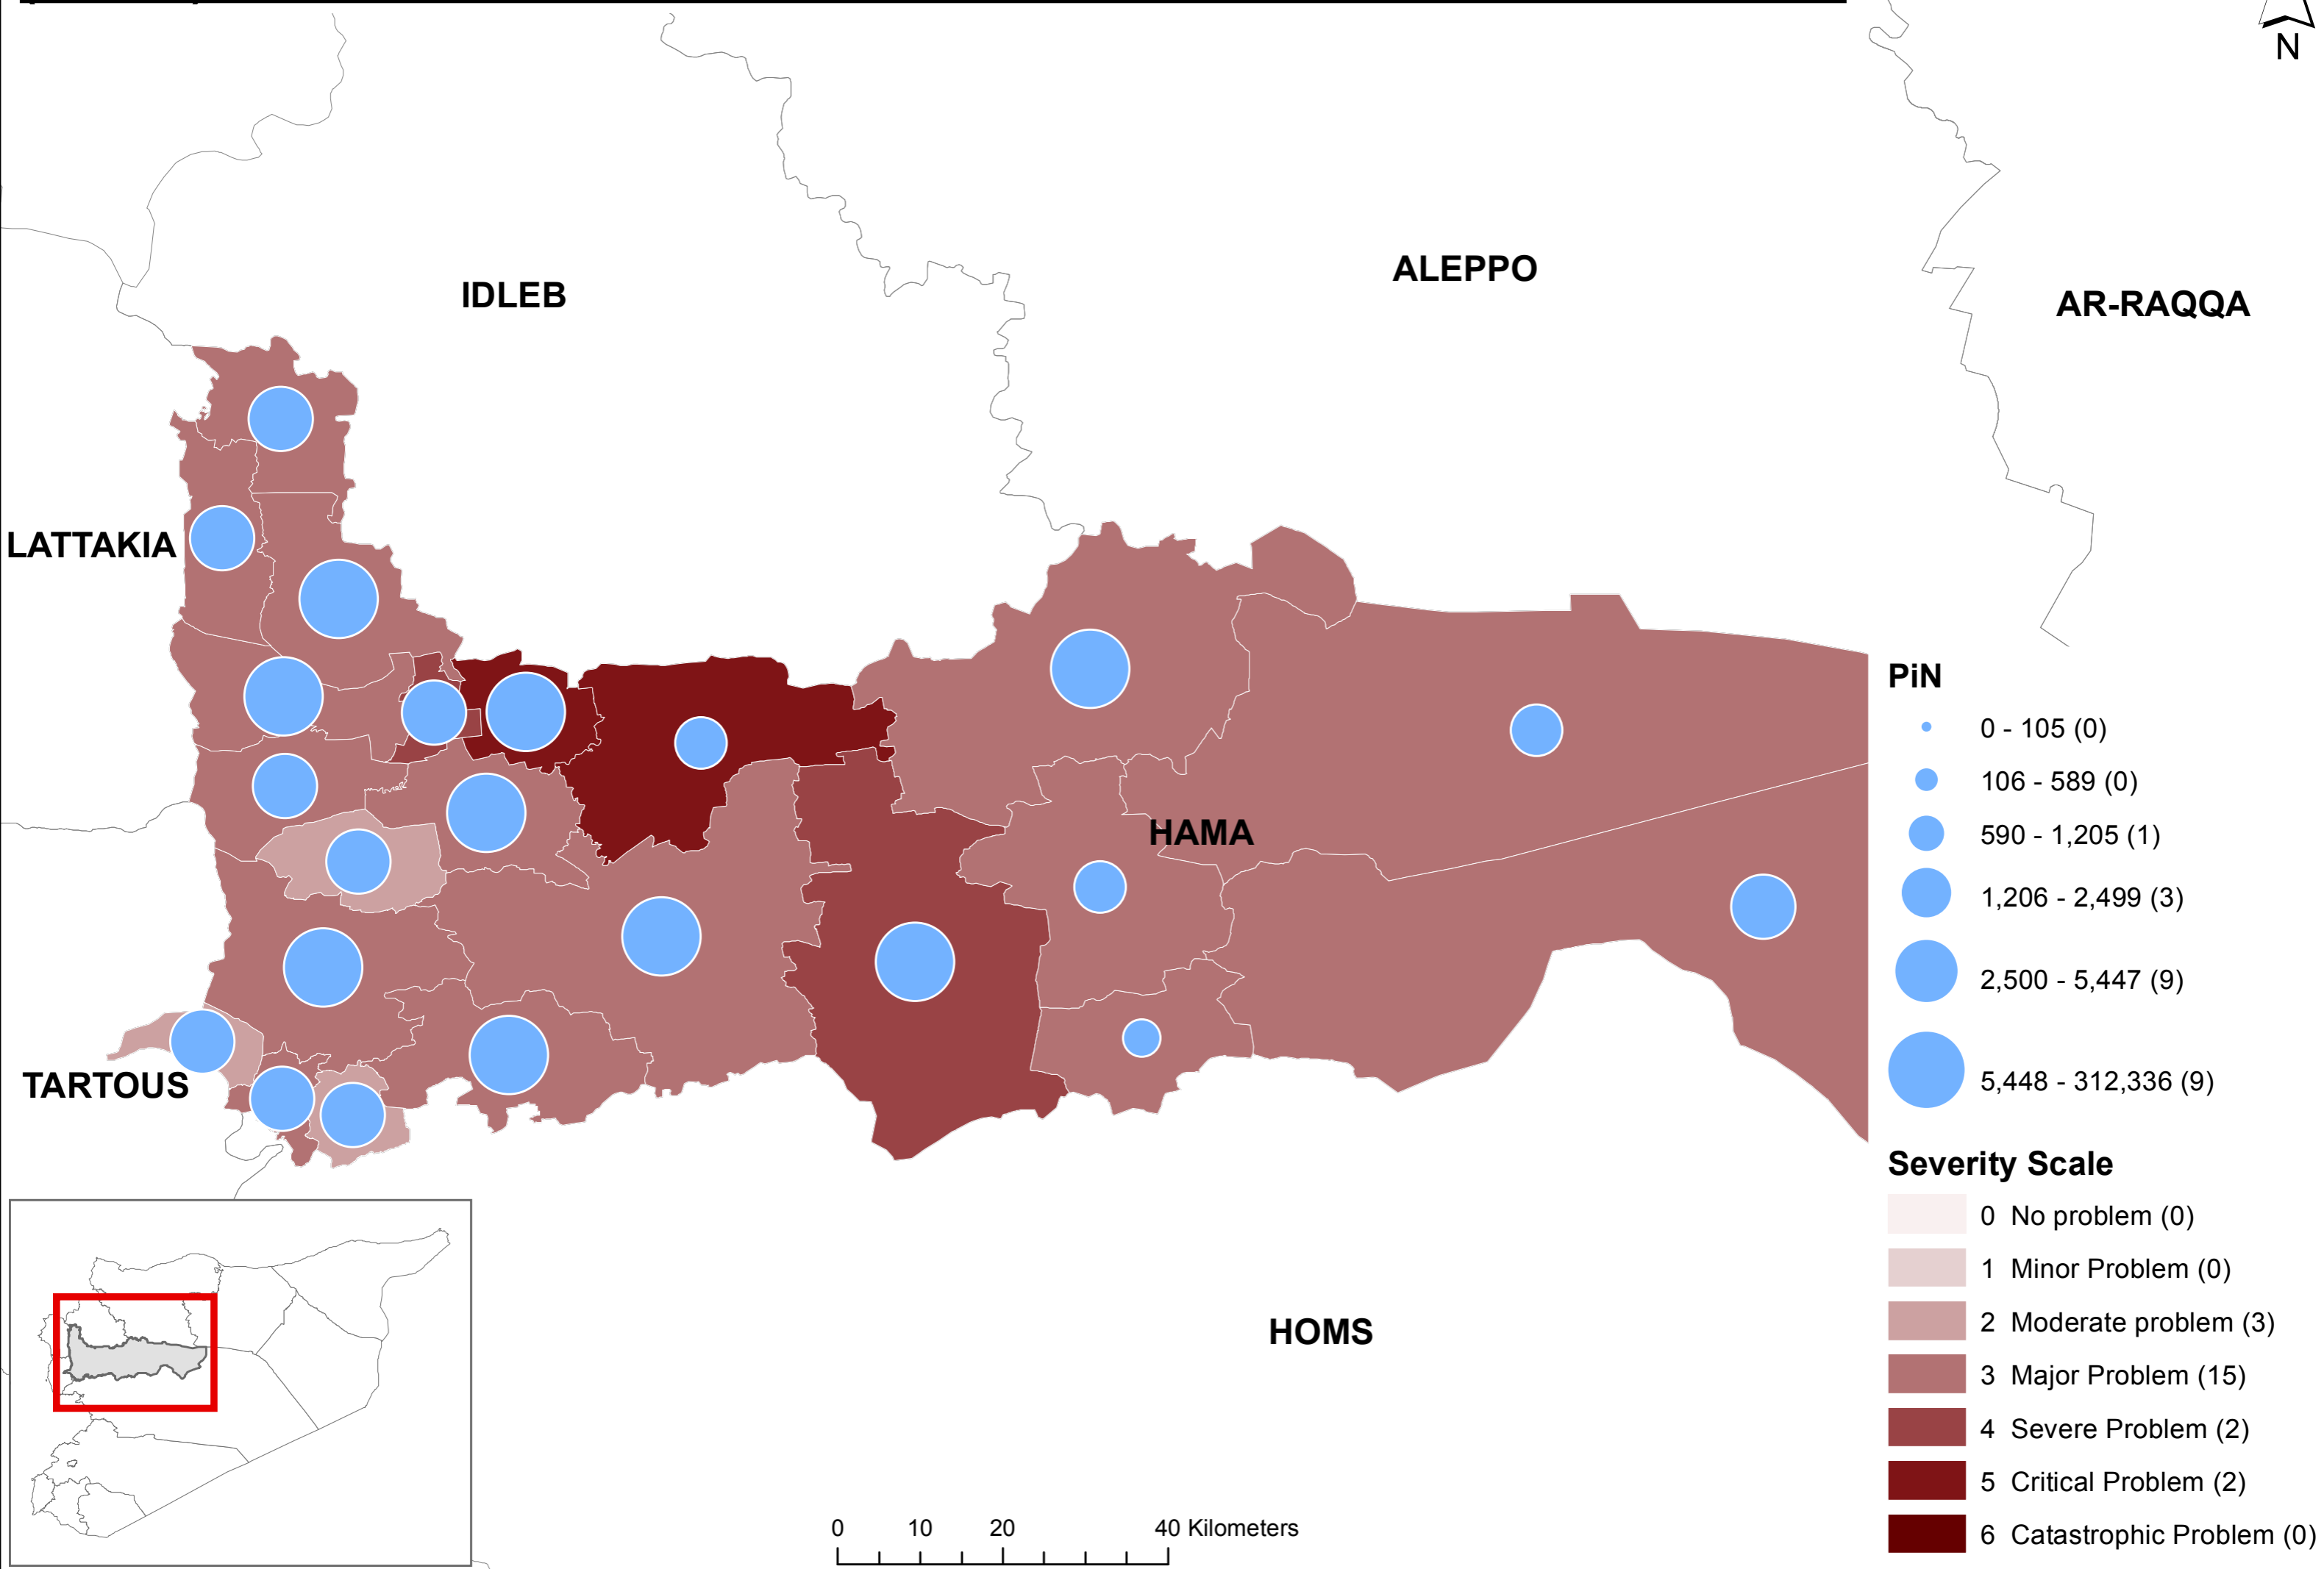 N
ALEPPO
IDLEB
AR-RAQQA
LATTAKIA
HAMA
TARTOUS
HOMS
PiN
0 - 105 (0)
106 - 589 (0)
590 - 1,205 (1)
1,206 - 2,499 (3)
2,500 - 5,447 (9)
5,448 - 312,336 (9)
Severity Scale
0 No problem (0)
1 Minor Problem (0)
2 Moderate problem (3)
3 Major Problem (15)
4 Severe Problem (2)
5 Critical Problem (2)
6 Catastrophic Problem (0)
0 10 20 40 Kilometers